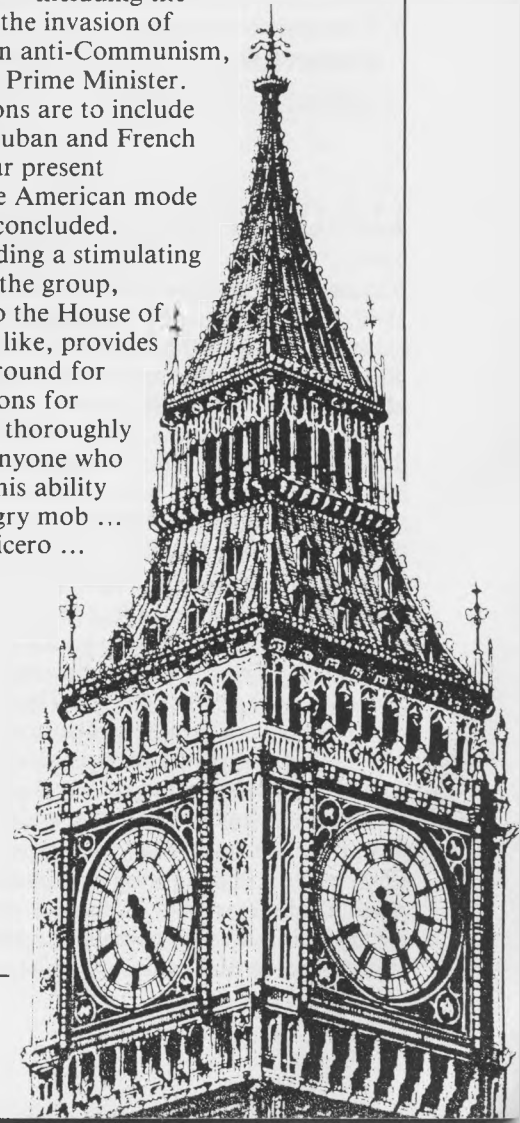 including the
the invasion of
n anti-Communism,
Prime Minister.
ons are to include
uban and French
ur present
e American mode
concluded.
ding a stimulating
the group,
o the House of
like, provides
round for
ons for
thoroughly
nyone who
his ability
gry mob ...
icero ...